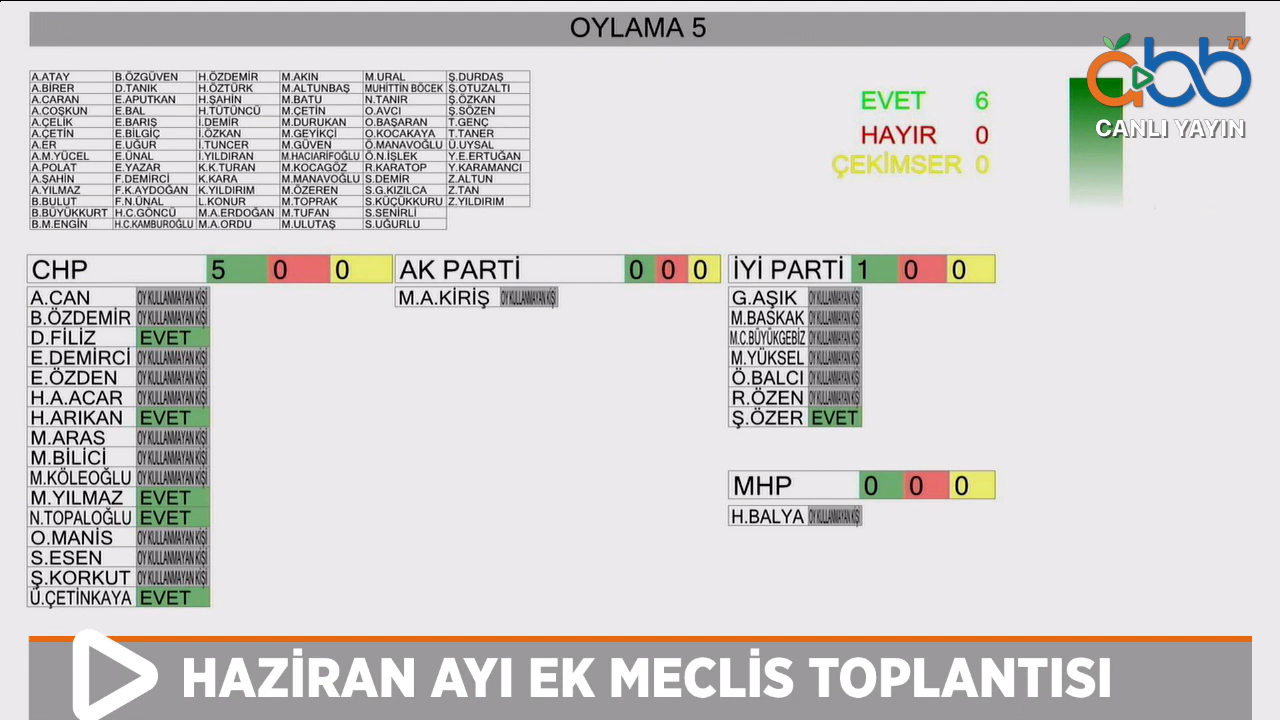 OYLAMA 5
abb TV
CANLI YAYIN
A.ATAY B.ÖZGÜVEN H.ÖZDEMİR M.AKIN M.URAL Ş.DURDAŞ
A.BİRER D.TANIK H.ÖZTÜRK M.ALTUNBAŞ MUHİTTİN BÖCEK Ş.OTUZALTI
A.CARAN E.APUTKAN H.ŞAHİN M.BATU N.TANIR Ş.ÖZKAN
A.COŞKUN E.BAL H.TÜTÜNCÜ M.ÇETİN O.AVCI Ş.SÖZEN
A.ÇELİK E.BARIŞ İ.DEMİR M.DURUKAN O.BAŞARAN T.GENÇ
A.ÇETİN E.BİLGİÇ İ.ÖZKAN M.GEYİKÇİ O.KOCAKAYA T.TANER
A.ER E.UĞUR İ.TUNCER M.GÜVEN Ö.MANAVOĞLU Ü.UYSAL
A.M.YÜCEL E.ÜNAL İ.YILDIRAN M.HACIARİFOĞLU Ö.N.İŞLEK Y.E.ERTUĞAN
A.POLAT E.YAZAR K.K.TURAN M.KOCAGÖZ R.KARATOP Y.KARAMANCI
A.ŞAHİN F.DEMİRCİ K.KARA M.MANAVOĞLU S.DEMİR Z.ALTUN
A.YILMAZ F.K.AYDOĞAN K.YILDIRIM M.ÖZEREN S.G.KIZILCA Z.TAN
B.BULUT F.N.ÜNAL L.KONUR M.TOPRAK S.KÜÇÜKKURU Z.YILDIRIM
B.BÜYÜKKURT H.C.GÖNCÜ M.A.ERDOĞAN M.TUFAN S.SENİRLİ
B.M.ENGİN H.C.KAMBUROĞLU M.A.ORDU M.ULUTAŞ S.UĞURLU
EVET 6
HAYIR 0
ÇEKİMSER 0
CHP 5 0 0
A.CAN OY KULLANMAYAN KİŞİ
B.ÖZDEMİR OY KULLANMAYAN KİŞİ
D.FİLİZ EVET
E.DEMİRCİ OY KULLANMAYAN KİŞİ
E.ÖZDEN OY KULLANMAYAN KİŞİ
H.A.ACAR OY KULLANMAYAN KİŞİ
H.ARIKAN EVET
M.ARAS OY KULLANMAYAN KİŞİ
M.BİLİCİ OY KULLANMAYAN KİŞİ
M.KÖLEOĞLU OY KULLANMAYAN KİŞİ
M.YILMAZ EVET
N.TOPALOĞLU EVET
O.MANİS OY KULLANMAYAN KİŞİ
S.ESEN OY KULLANMAYAN KİŞİ
Ş.KORKUT OY KULLANMAYAN KİŞİ
Ü.ÇETİNKAYA EVET
AK PARTİ 0 0 0
M.A.KİRİŞ OY KULLANMAYAN KİŞİ
İYİ PARTİ 1 0 0
G.AŞIK OY KULLANMAYAN KİŞİ
M.BAŞKAK OY KULLANMAYAN KİŞİ
M.C.BÜYÜKGEBİZ OY KULLANMAYAN KİŞİ
M.YÜKSEL OY KULLANMAYAN KİŞİ
Ö.BALCI OY KULLANMAYAN KİŞİ
R.ÖZEN OY KULLANMAYAN KİŞİ
Ş.ÖZER EVET
MHP 0 0 0
H.BALYA OY KULLANMAYAN KİŞİ
HAZİRAN AYI EK MECLİS TOPLANTISI